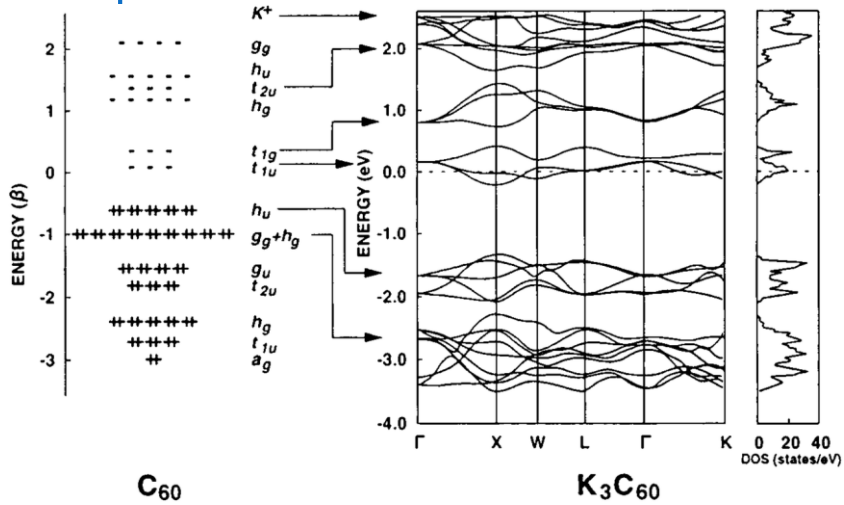 K+
gg
hu
t2u
hg
t1g
t1u
hu
gg+hg
gu
t2u
hg
t1u
ag
ENERGY (β)
2
1
0
-1
-2
-3
C60
ENERGY (eV)
2.0
1.0
0.0
-1.0
-2.0
-3.0
-4.0
Γ X W L Γ K
K3C60
0 20 40
DOS (states/eV)